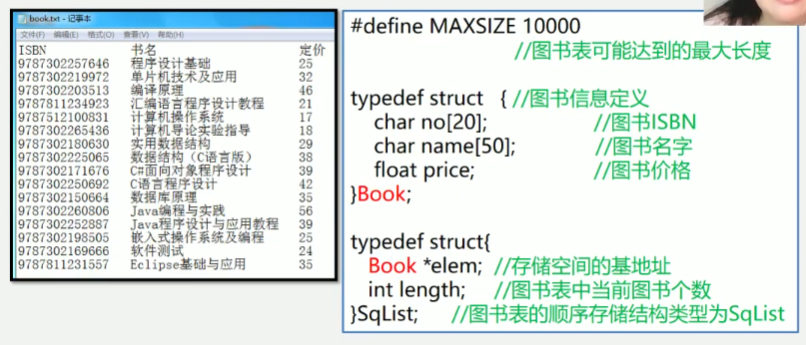 book.txt - 记事本
文件(F) 编辑(E) 格式(O) 查看(V) 帮助(H)
ISBN 书名 定价
9787302257646 程序设计基础 25
9787302219972 单片机技术及应用 32
9787302203513 编译原理 46
9787811234923 汇编语言程序设计教程 21
9787512100831 计算机操作系统 17
9787302265436 计算机导论实验指导 18
9787302180630 实用数据结构 29
9787302225065 数据结构（C语言版） 38
9787302171676 C#面向对象程序设计 39
9787302250692 C语言程序设计 42
9787302150664 数据库原理 35
9787302260806 Java编程与实践 56
9787302252887 Java程序设计与应用教程 39
9787302198505 嵌入式操作系统及编程 25
9787302169666 软件测试 24
9787811231557 Eclipse基础与应用 35
#define MAXSIZE 10000
//图书表可能达到的最大长度
typedef struct { //图书信息定义
char no[20]; //图书ISBN
char name[50]; //图书名字
float price; //图书价格
}Book;
typedef struct{
Book *elem; //存储空间的基地址
int length; //图书表中当前图书个数
}SqList; //图书表的顺序存储结构类型为SqList